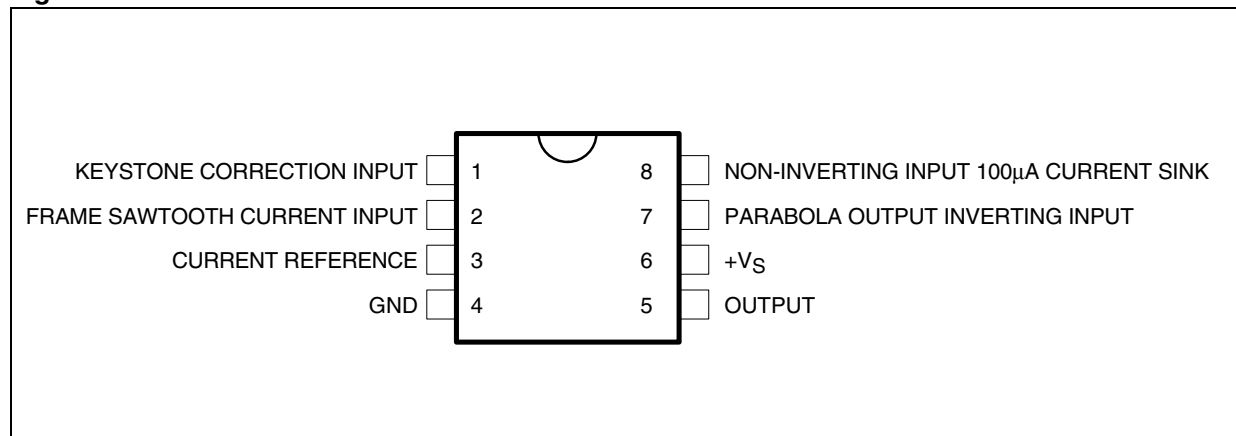 KEYSTONE CORRECTION INPUT 1 8 NON-INVERTING INPUT 100μA CURRENT SINK
FRAME SAWTOOTH CURRENT INPUT 2 7 PARABOLA OUTPUT INVERTING INPUT
CURRENT REFERENCE 3 6 +VS
GND 4 5 OUTPUT